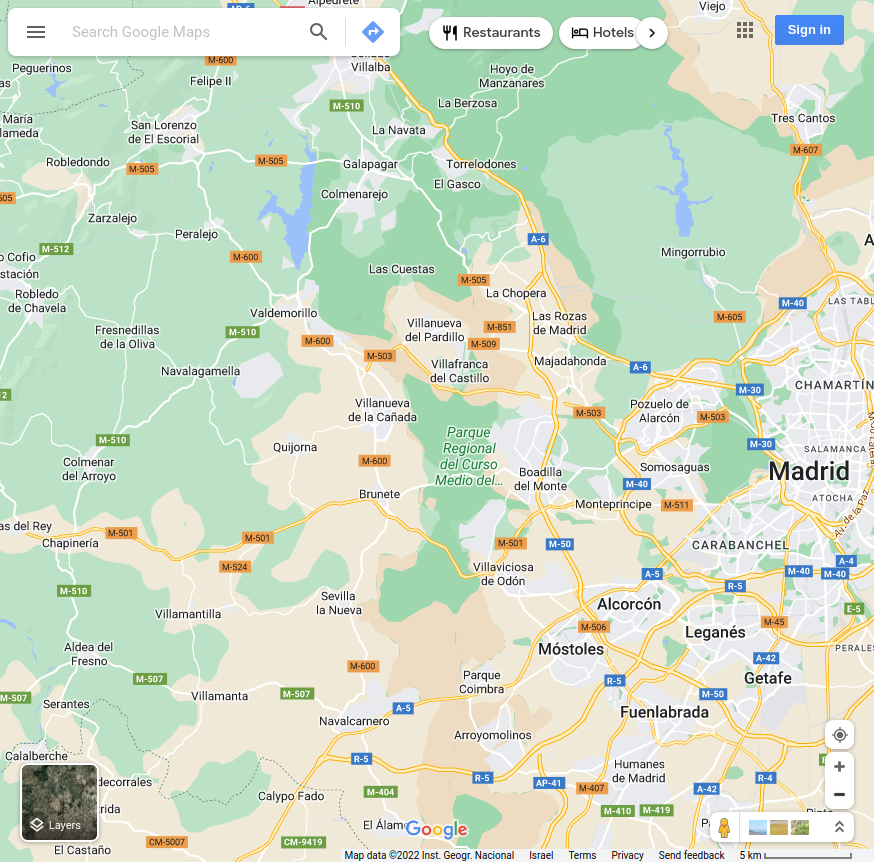 Alpedrete
A-6
Viejo
Search Google Maps
Restaurants
Hotels
Sign in
Villalba
M-600
Peguerinos
Felipe II
Hoyo de
Manzanares
La Berzosa
M-510
María
Tres Cantos
San Lorenzo
de El Escorial
La Navata
M-607
Robledondo
M-505
M-505
Galapagar
Torrelodones
El Gasco
505
Colmenarejo
Zarzalejo
Peralejo
A-6
M-512
M-600
Mingorrubio
o Cofio
stación
Las Cuestas
M-505
Robledo
de Chavela
La Chopera
M-40
LAS TABL
Valdemorillo
Las Rozas
de Madrid
M-605
Fresnedillas
de la Oliva
M-510
M-600
Villanueva
del Pardillo
M-851
M-509
M-503
Majadahonda
A-6
Navalagamella
Villafranca
del Castillo
CHAMARTÍN
M-30
Villanueva
de la Cañada
M-503
Pozuelo de
Alarcón
M-503
M-510
Quijorna
Parque
Regional
del Curso
Medio del...
M-30
SALAMANCA
Colmenar
del Arroyo
M-600
Boadilla
del Monte
Somosaguas
Madrid
M-40
Brunete
ATOCHA
Montepríncipe
M-511
Av. de la Paz
as del Rey
M-501
Chapinería
M-501
M-501
M-50
CARABANCHEL
A-4
M-524
Villaviciosa
de Odón
A-5
M-40
M-40
R-5
M-510
Sevilla
la Nueva
Alcorcón
E-5
Villamantilla
M-506
Leganés
M-45
Aldea del
Fresno
Móstoles
PERALES
M-600
A-42
M-507
Parque
Coimbra
R-5
Getafe
M-507
Villamanta
M-507
M-50
Serantes
A-5
Navalcarnero
Fuenlabrada
Arroyomolinos
Calalberche
R-5
Humanes
de Madrid
R-5
AP-41
R-4
M-404
M-407
A-42
Calypo Fado
M-410
M-419
Layers
Google
CM-5007
CM-9419
El Castaño
Map data ©2022 Inst. Geogr. Nacional
Israel
Terms
Privacy
Send feedback
5 km